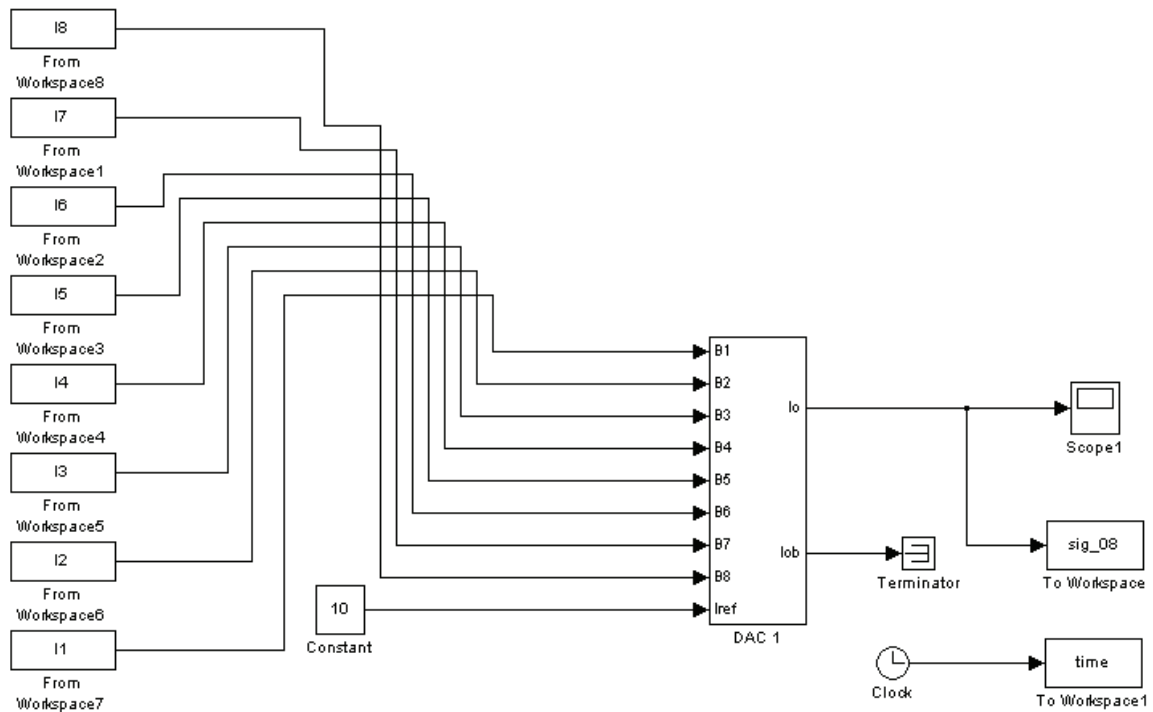 I8
From
Workspace8
I7
From
Workspace1
I6
From
Workspace2
I5
From
Workspace3
I4
From
Workspace4
I3
From
Workspace5
I2
From
Workspace6
I1
From
Workspace7
10
Constant
B1
B2
B3
B4
B5
B6
B7
B8
Iref
Io
Iob
DAC 1
Scope1
Terminator
sig_08
To Workspace
Clock
time
To Workspace1